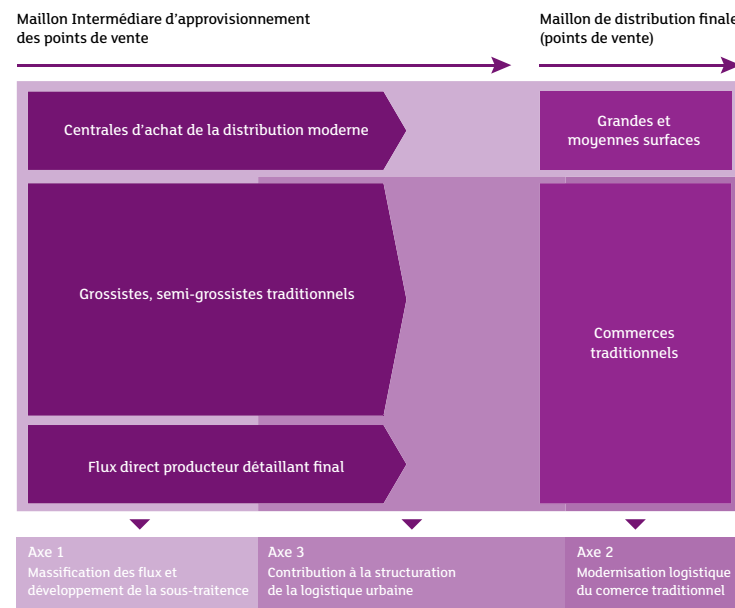 Maillon Intermédiare d'approvisionnement
des points de vente
Maillon de distribution finale
(points de vente)
Centrales d'achat de la distribution moderne
Grandes et
moyennes surfaces
Grossistes, semi-grossistes traditionnels
Commerces
traditionnels
Flux direct producteur détaillant final
Axe 1
Massification des flux et
développement de la sous-traitence
Axe 3
Contribution à la structuration
de la logistique urbaine
Axe 2
Modernisation logistique
du comerce traditionnel